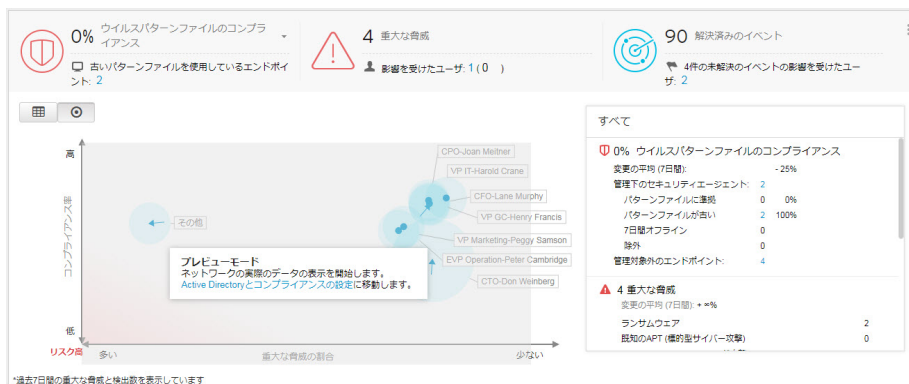 0% ウイルスパターンファイルのコンプラ
イアンス
古いパターンファイルを使用しているエンドポイ
ント: 2
4 重大な脅威
影響を受けたユーザ: 1 ( 0 )
90 解決済みのイベント
4件の未解決のイベントの影響を受けたユー
ザ: 2
高
コンプライアンス率
低
リスク高
多い
重大な脅威の割合
少ない
CPO-Joan Meitner
VP IT-Harold Crane
CFO-Lane Murphy
VP GC-Henry Francis
VP Marketing-Peggy Samson
EVP Operation-Peter Cambridge
CTO-Don Weinberg
その他
プレビューモード
ネットワークの実際のデータの表示を開始します。
Active Directoryとコンプライアンスの設定に移動します。
*過去7日間の重大な脅威と検出数を表示しています
すべて
0% ウイルスパターンファイルのコンプライアンス
変更の平均 (7日間): - 25%
管理下のセキュリティエージェント: 2
パターンファイルに準拠 0 0%
パターンファイルが古い 2 100%
7日間オフライン 0
除外 0
管理対象外のエンドポイント: 4
4 重大な脅威
変更の平均 (7日間): + ∞%
ランサムウェア 2
既知のAPT (標的型サイバー攻撃) 0